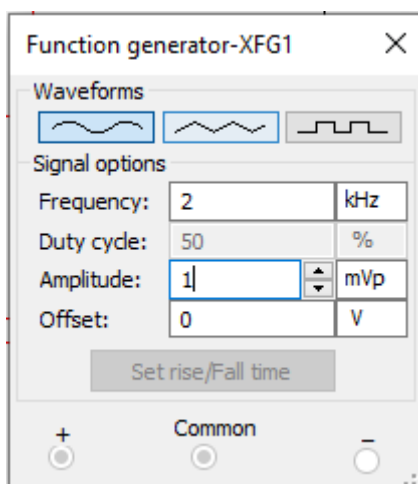 Function generator-XFG1
Waveforms
Signal options
Frequency: 2 kHz
Duty cycle: 50 %
Amplitude: 1 mVp
Offset: 0 V
Set rise/Fall time
+ Common −